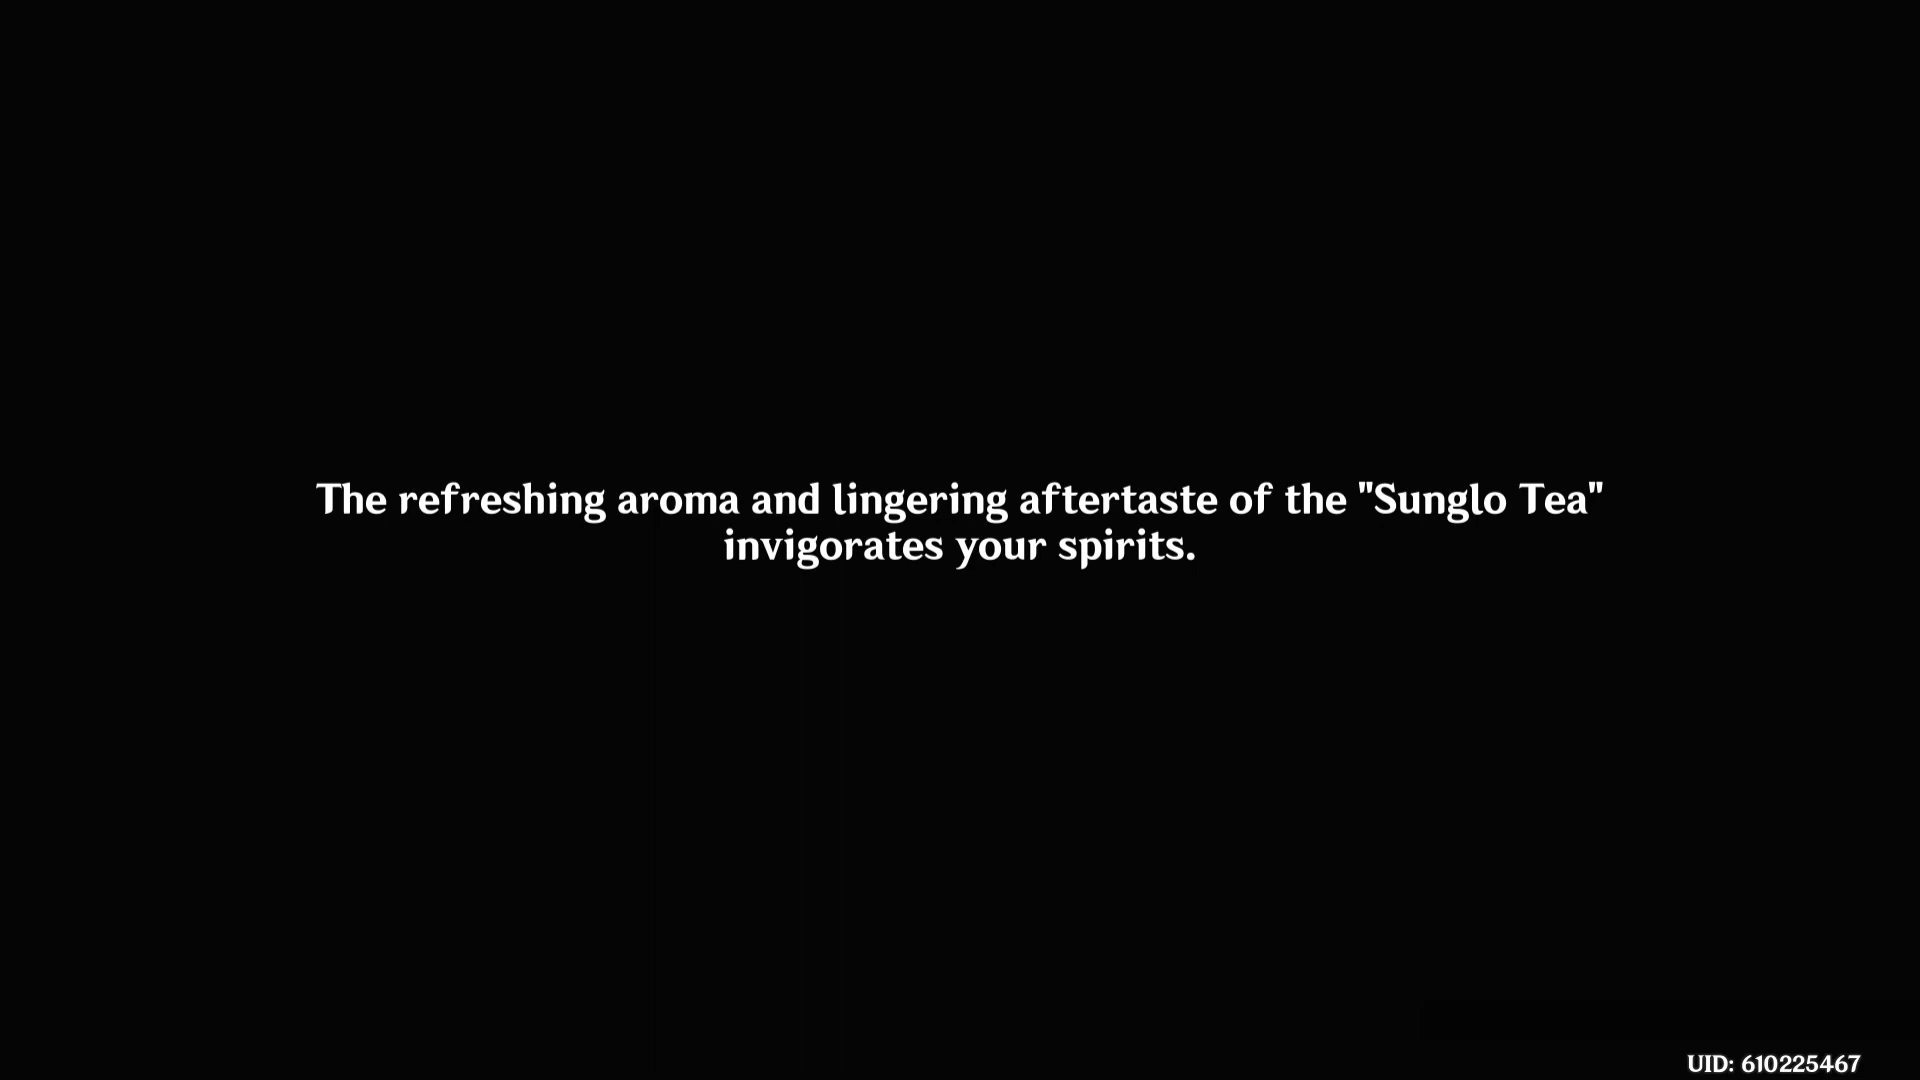 The refreshing aroma and lingering aftertaste of the "Sunglo Tea"
invigorates your spirits.
UID: 610225467